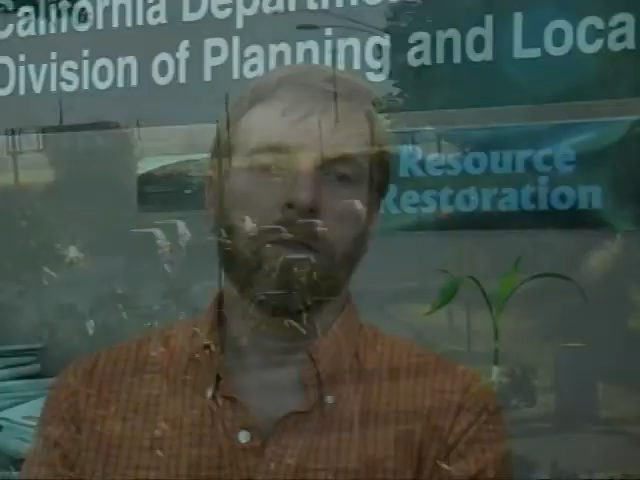 California Departm
Division of Planning and Loca
Resource
Restoration